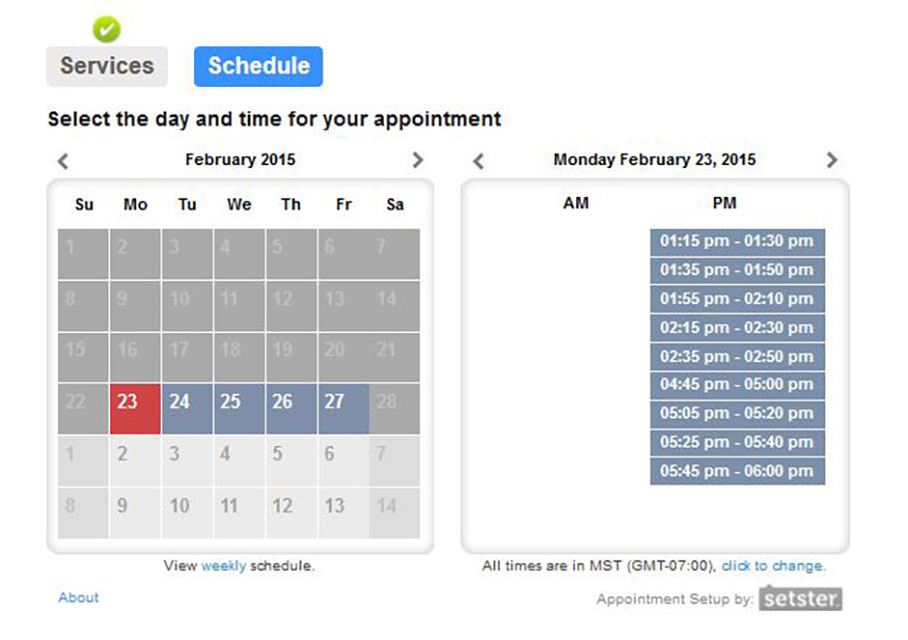 Services
Schedule
Select the day and time for your appointment
February 2015
Su Mo Tu We Th Fr Sa
1 2 3 4 5 6 7
8 9 10 11 12 13 14
15 16 17 18 19 20 21
22 23 24 25 26 27 28
1 2 3 4 5 6 7
8 9 10 11 12 13 14
View weekly schedule.
Monday February 23, 2015
AM PM
01:15 pm - 01:30 pm
01:35 pm - 01:50 pm
01:55 pm - 02:10 pm
02:15 pm - 02:30 pm
02:35 pm - 02:50 pm
04:45 pm - 05:00 pm
05:05 pm - 05:20 pm
05:25 pm - 05:40 pm
05:45 pm - 06:00 pm
All times are in MST (GMT-07:00), click to change.
About
Appointment Setup by: setster